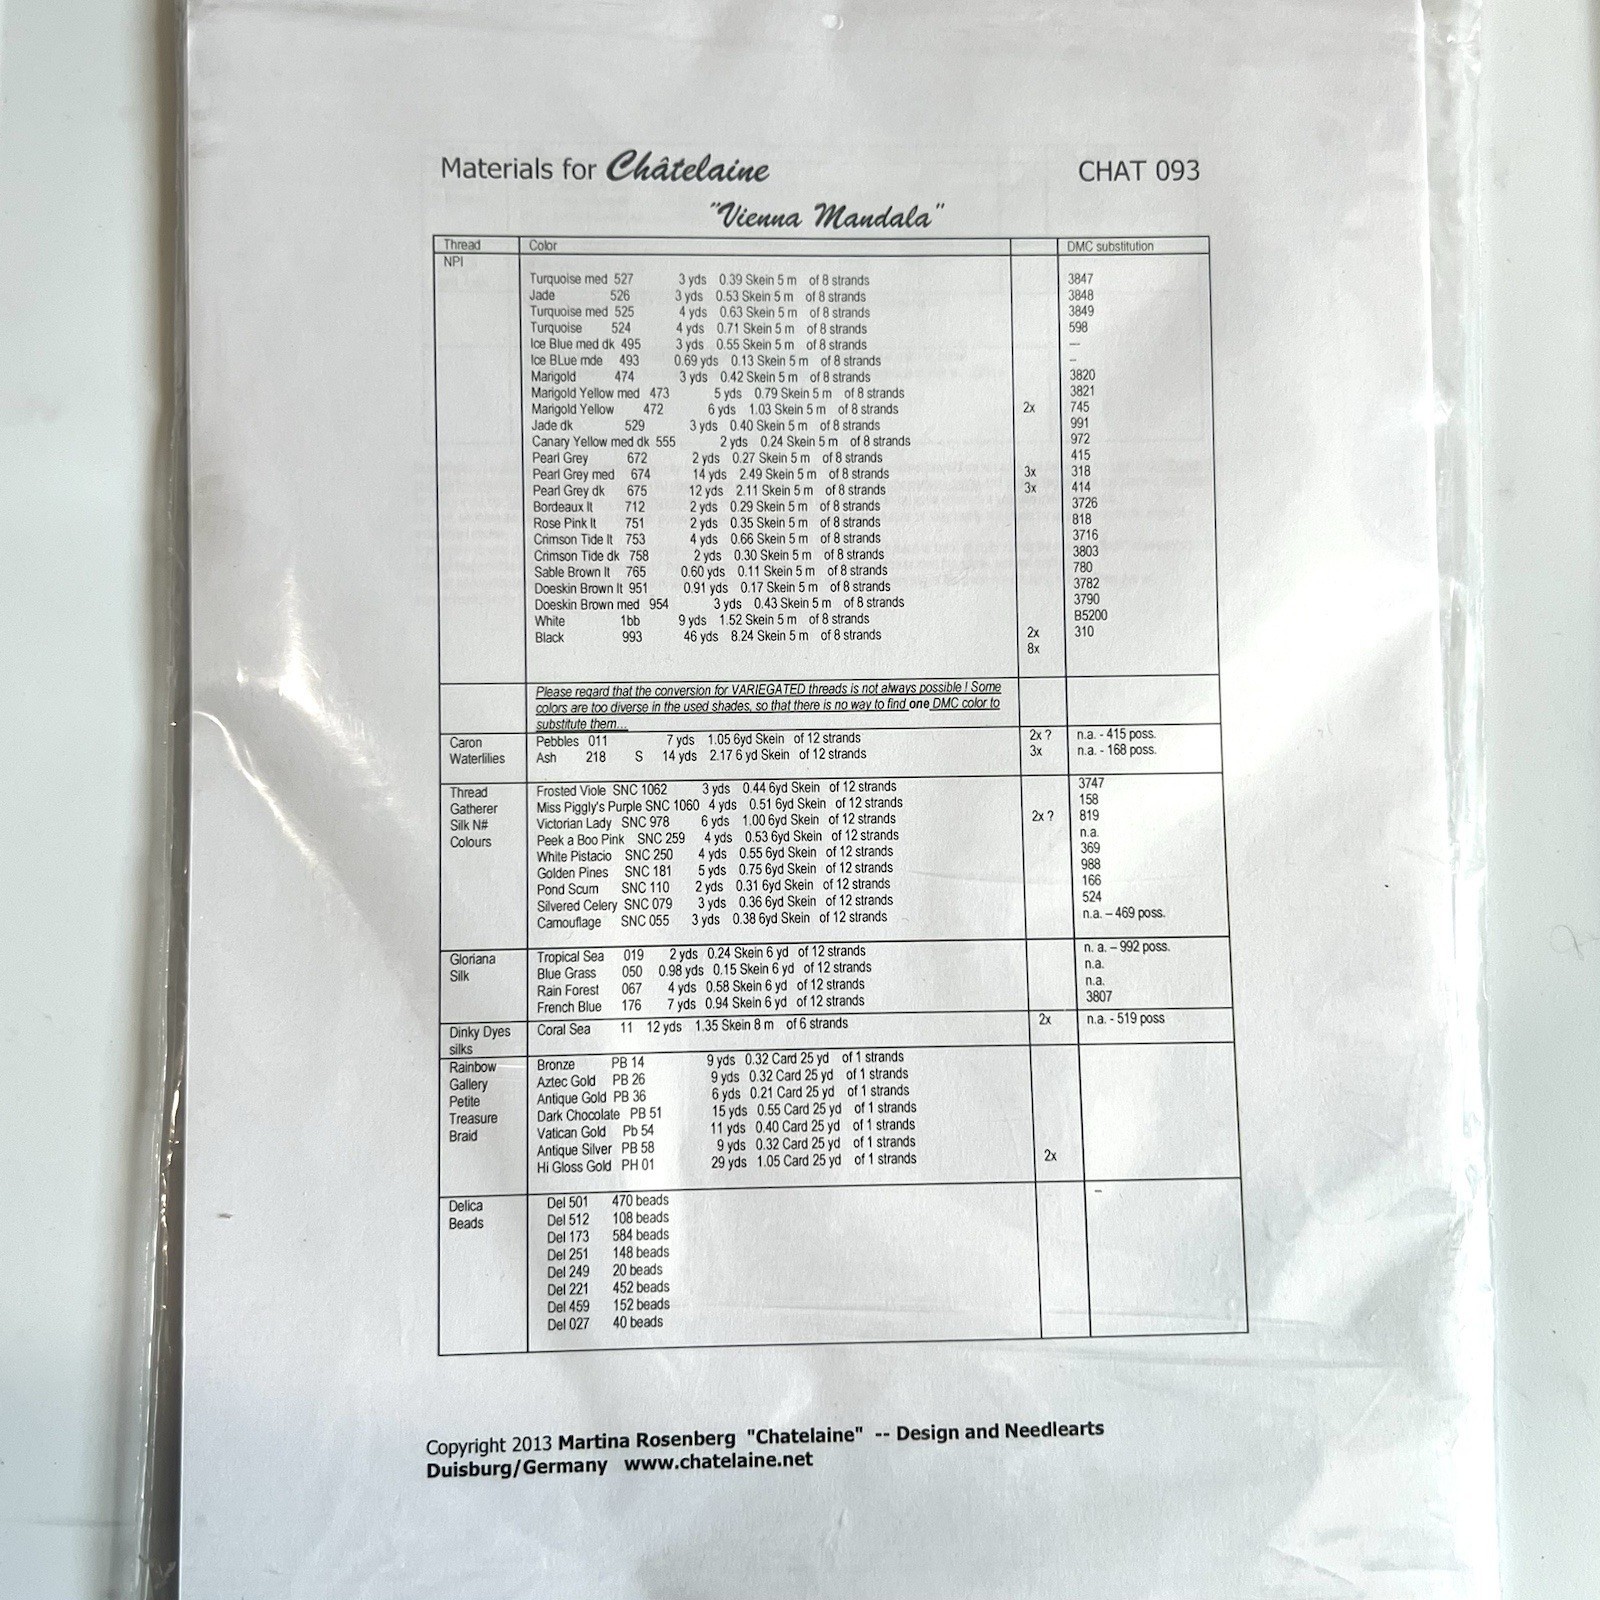 Materials for Châtelaine CHAT 093
"Vienna Mandala"
Thread Color DMC substitution
NPI
Turquoise med 527 3 yds 0.39 Skein 5 m of 8 strands 3847
Jade 526 3 yds 0.53 Skein 5 m of 8 strands 3848
Turquoise med 525 4 yds 0.63 Skein 5 m of 8 strands 3849
Turquoise 524 4 yds 0.71 Skein 5 m of 8 strands 598
Ice Blue med dk 495 3 yds 0.55 Skein 5 m of 8 strands —
Ice BLue mde 493 0.69 yds 0.13 Skein 5 m of 8 strands –
Marigold 474 3 yds 0.42 Skein 5 m of 8 strands 3820
Marigold Yellow med 473 5 yds 0.79 Skein 5 m of 8 strands 3821
Marigold Yellow 472 6 yds 1.03 Skein 5 m of 8 strands 2x 745
Jade dk 529 3 yds 0.40 Skein 5 m of 8 strands 991
Canary Yellow med dk 555 2 yds 0.24 Skein 5 m of 8 strands 972
Pearl Grey 672 2 yds 0.27 Skein 5 m of 8 strands 415
Pearl Grey med 674 14 yds 2.49 Skein 5 m of 8 strands 3x 318
Pearl Grey dk 675 12 yds 2.11 Skein 5 m of 8 strands 3x 414
Bordeaux lt 712 2 yds 0.29 Skein 5 m of 8 strands 3726
Rose Pink lt 751 2 yds 0.35 Skein 5 m of 8 strands 818
Crimson Tide lt 753 4 yds 0.66 Skein 5 m of 8 strands 3716
Crimson Tide dk 758 2 yds 0.30 Skein 5 m of 8 strands 3803
Sable Brown lt 765 0.60 yds 0.11 Skein 5 m of 8 strands 780
Doeskin Brown lt 951 0.91 yds 0.17 Skein 5 m of 8 strands 3782
Doeskin Brown med 954 3 yds 0.43 Skein 5 m of 8 strands 3790
White 1bb 9 yds 1.52 Skein 5 m of 8 strands B5200
Black 993 46 yds 8.24 Skein 5 m of 8 strands 2x 310
8x
Please regard that the conversion for VARIEGATED threads is not always possible ! Some
colors are too diverse in the used shades, so that there is no way to find one DMC color to
substitute them...
Caron Pebbles 011 7 yds 1.05 6yd Skein of 12 strands 2x ? n.a. - 415 poss.
Waterlilies Ash 218 S 14 yds 2.17 6 yd Skein of 12 strands 3x n.a. - 168 poss.
Thread Frosted Viole SNC 1062 3 yds 0.44 6yd Skein of 12 strands 3747
Gatherer Miss Piggly's Purple SNC 1060 4 yds 0.51 6yd Skein of 12 strands 158
Silk N# Victorian Lady SNC 978 6 yds 1.00 6yd Skein of 12 strands 2x ? 819
Colours Peek a Boo Pink SNC 259 4 yds 0.53 6yd Skein of 12 strands n.a.
White Pistacio SNC 250 4 yds 0.55 6yd Skein of 12 strands 369
Golden Pines SNC 181 5 yds 0.75 6yd Skein of 12 strands 988
Pond Scum SNC 110 2 yds 0.31 6yd Skein of 12 strands 166
Silvered Celery SNC 079 3 yds 0.36 6yd Skein of 12 strands 524
Camouflage SNC 055 3 yds 0.38 6yd Skein of 12 strands n.a. – 469 poss.
Gloriana Tropical Sea 019 2 yds 0.24 Skein 6 yd of 12 strands n. a. – 992 poss.
Silk Blue Grass 050 0.98 yds 0.15 Skein 6 yd of 12 strands n.a.
Rain Forest 067 4 yds 0.58 Skein 6 yd of 12 strands n.a.
French Blue 176 7 yds 0.94 Skein 6 yd of 12 strands 3807
Dinky Dyes Coral Sea 11 12 yds 1.35 Skein 8 m of 6 strands 2x n.a. - 519 poss
silks
Rainbow Bronze PB 14 9 yds 0.32 Card 25 yd of 1 strands
Gallery Aztec Gold PB 26 9 yds 0.32 Card 25 yd of 1 strands
Petite Antique Gold PB 36 6 yds 0.21 Card 25 yd of 1 strands
Treasure Dark Chocolate PB 51 15 yds 0.55 Card 25 yd of 1 strands
Braid Vatican Gold Pb 54 11 yds 0.40 Card 25 yd of 1 strands
Antique Silver PB 58 9 yds 0.32 Card 25 yd of 1 strands
Hi Gloss Gold PH 01 29 yds 1.05 Card 25 yd of 1 strands 2x
Delica Del 501 470 beads –
Beads Del 512 108 beads
Del 173 584 beads
Del 251 148 beads
Del 249 20 beads
Del 221 452 beads
Del 459 152 beads
Del 027 40 beads
Copyright 2013 Martina Rosenberg "Chatelaine" -- Design and Needlearts
Duisburg/Germany www.chatelaine.net